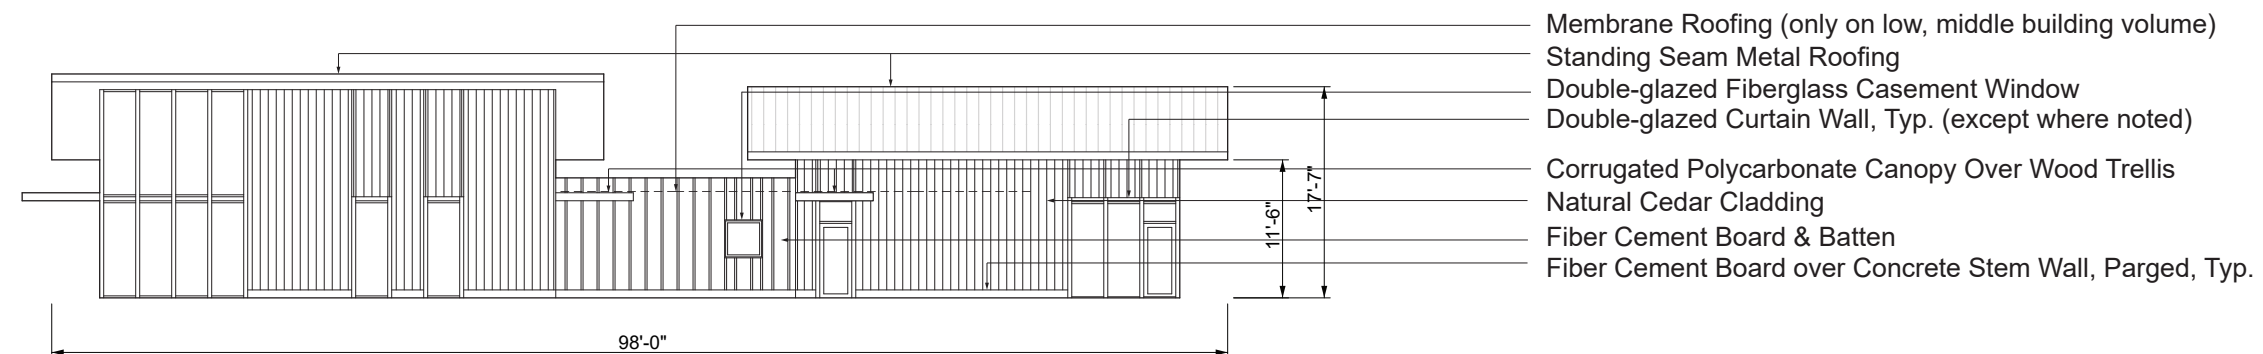 Membrane Roofing (only on low, middle building volume)
Standing Seam Metal Roofing
Double-glazed Fiberglass Casement Window
Double-glazed Curtain Wall, Typ. (except where noted)
Corrugated Polycarbonate Canopy Over Wood Trellis
Natural Cedar Cladding
Fiber Cement Board & Batten
Fiber Cement Board over Concrete Stem Wall, Parged, Typ.
11'-6"
17'-7"
98'-0"